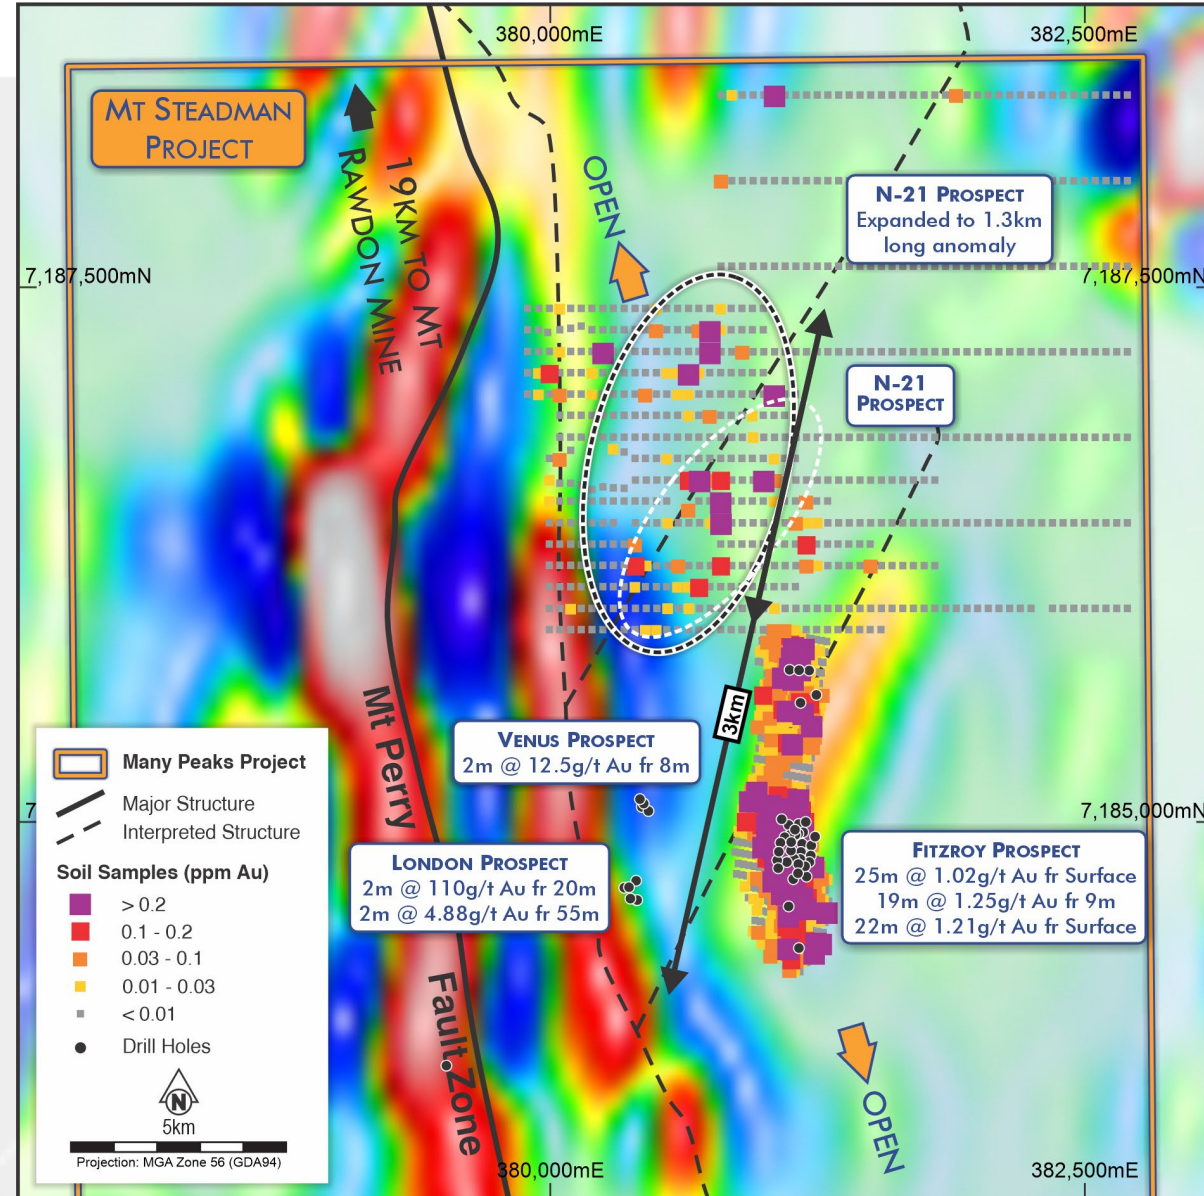 380,000mE
382,500mE
MT STEADMAN
PROJECT
19KM TO MT
RAWDON MINE
OPEN
N-21 PROSPECT
Expanded to 1.3km
long anomaly
7,187,500mN
7,187,500mN
N-21
PROSPECT
3km
Mt Perry
Fault Zone
VENUS PROSPECT
2m @ 12.5g/t Au fr 8m
LONDON PROSPECT
2m @ 110g/t Au fr 20m
2m @ 4.88g/t Au fr 55m
7,185,000mN
FITZROY PROSPECT
25m @ 1.02g/t Au fr Surface
19m @ 1.25g/t Au fr 9m
22m @ 1.21g/t Au fr Surface
OPEN
7
Many Peaks Project
Major Structure
Interpreted Structure
Soil Samples (ppm Au)
> 0.2
0.1 - 0.2
0.03 - 0.1
0.01 - 0.03
< 0.01
Drill Holes
N
5km
Projection: MGA Zone 56 (GDA94)
380,000mE
382,500mE